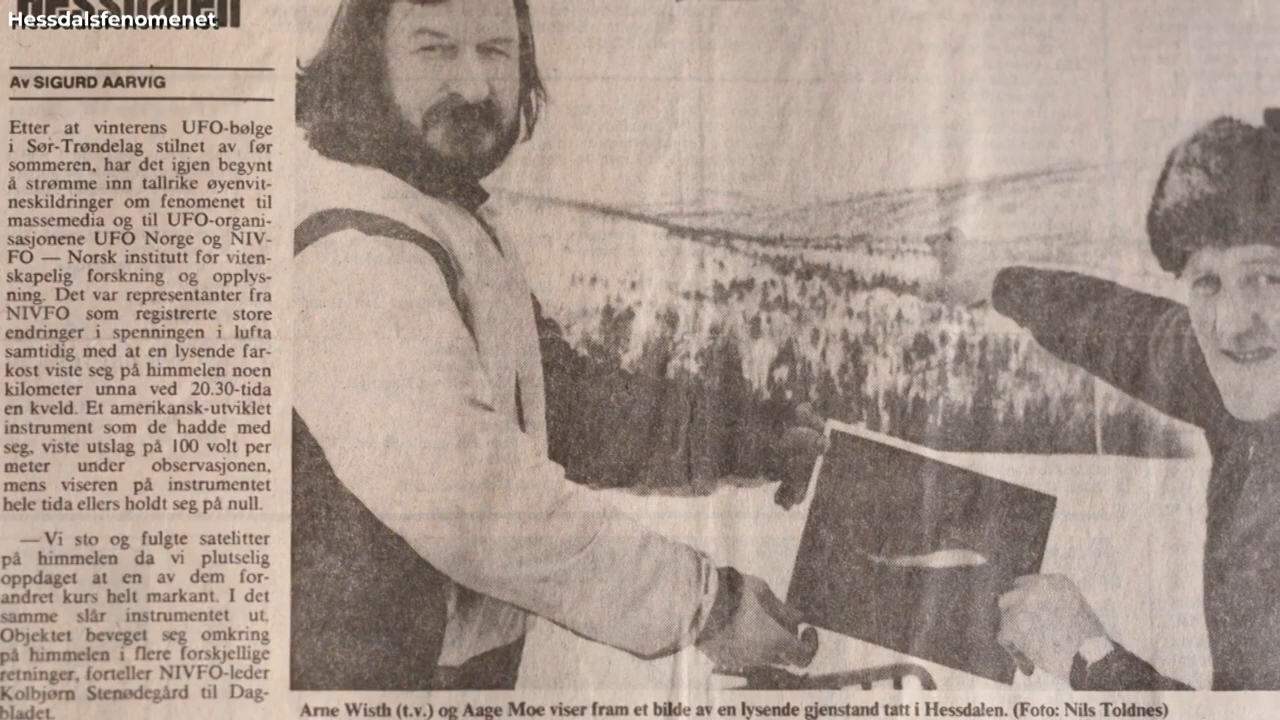 Hessdalen
Hessdalsfenomenet
Av SIGURD AARVIG
Etter at vinterens UFO-bølge
i Sør-Trøndelag stilnet av før
sommeren, har det igjen begynt
å strømme inn tallrike øyenvit-
neskildringer om fenomenet til
massemedia og til UFO-organi-
sasjonene UFO Norge og NIV-
FO — Norsk institutt for viten-
skapelig forskning og opplys-
ning. Det var representanter fra
NIVFO som registrerte store
endringer i spenningen i lufta
samtidig med at en lysende far-
kost viste seg på himmelen noen
kilometer unna ved 20.30-tida
en kveld. Et amerikansk-utviklet
instrument som de hadde med
seg, viste utslag på 100 volt per
meter under observasjonen,
mens viseren på instrumentet
hele tida ellers holdt seg på null.
— Vi sto og fulgte satelitter
på himmelen da vi plutselig
oppdaget at en av dem for-
andret kurs helt markant. I det
samme slår instrumentet ut.
Objektet beveget seg omkring
på himmelen i flere forskjellige
retninger, forteller NIVFO-leder
Kolbjørn Stenødegård til Dag-
bladet.
Arne Wisth (t.v.) og Aage Moe viser fram et bilde av en lysende gjenstand tatt i Hessdalen. (Foto: Nils Toldnes)